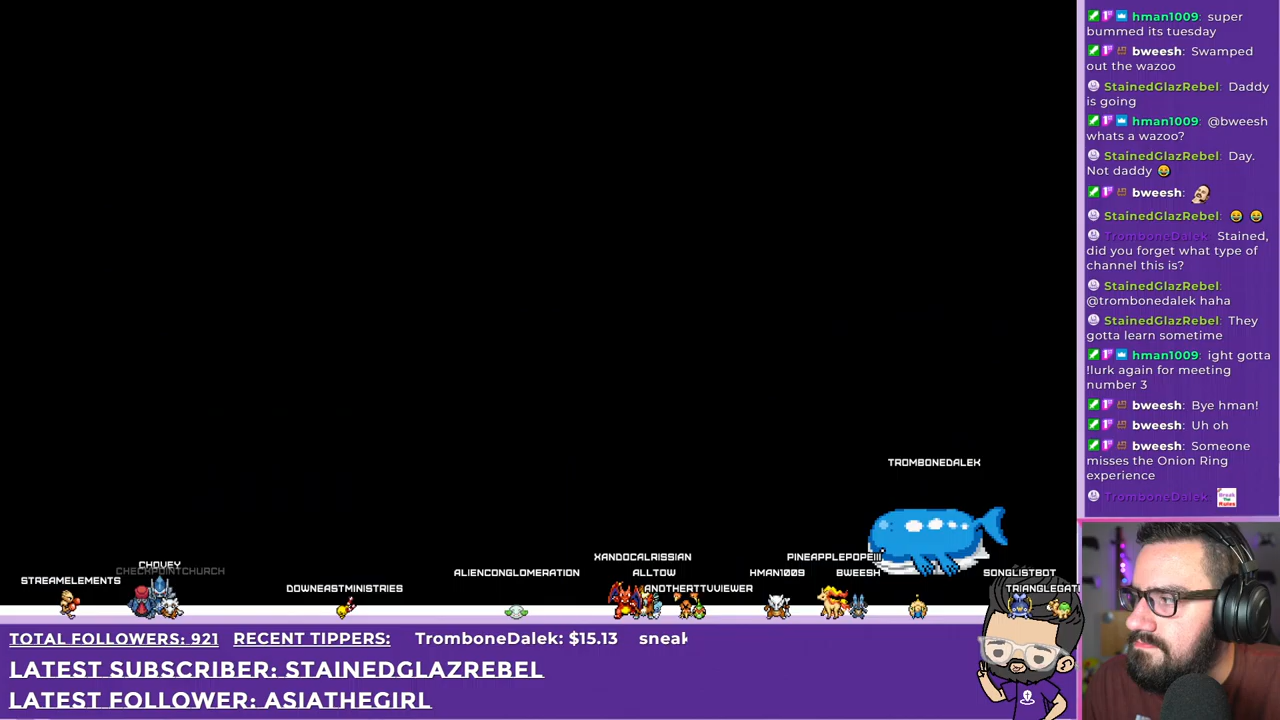 hman1009: super
bummed its tuesday
bweesh: Swamped
out the wazoo
StainedGlazRebel: Daddy
is going
hman1009: @bweesh
whats a wazoo?
StainedGlazRebel: Day.
Not daddy
bweesh:
StainedGlazRebel:
TromboneDalek: Stained,
did you forget what type of
channel this is?
StainedGlazRebel:
@trombonedalek haha
StainedGlazRebel: They
gotta learn sometime
hman1009: ight gotta
!lurk again for meeting
number 3
bweesh: Bye hman!
bweesh: Uh oh
bweesh: Someone
misses the Onion Ring
experience
TromboneDalek:
TROMBONEDALEK
STREAMELEMENTS
CHOUEY
CHECKPOINTCHURCH
DOWNEASTMINISTRIES
ALIENCONGLOMERATION
XANDOCALRISSIAN
ALLTOW
ANOTHERTTVVIEWER
HMAN1009
PINEAPPLEPOPEIII
BWEESH
SONGLISTBOT
TRIANGLEGAT
TOTAL FOLLOWERS: 921 RECENT TIPPERS: TromboneDalek: $15.13 sneak
LATEST SUBSCRIBER: STAINEDGLAZREBEL
LATEST FOLLOWER: ASIATHEGIRL